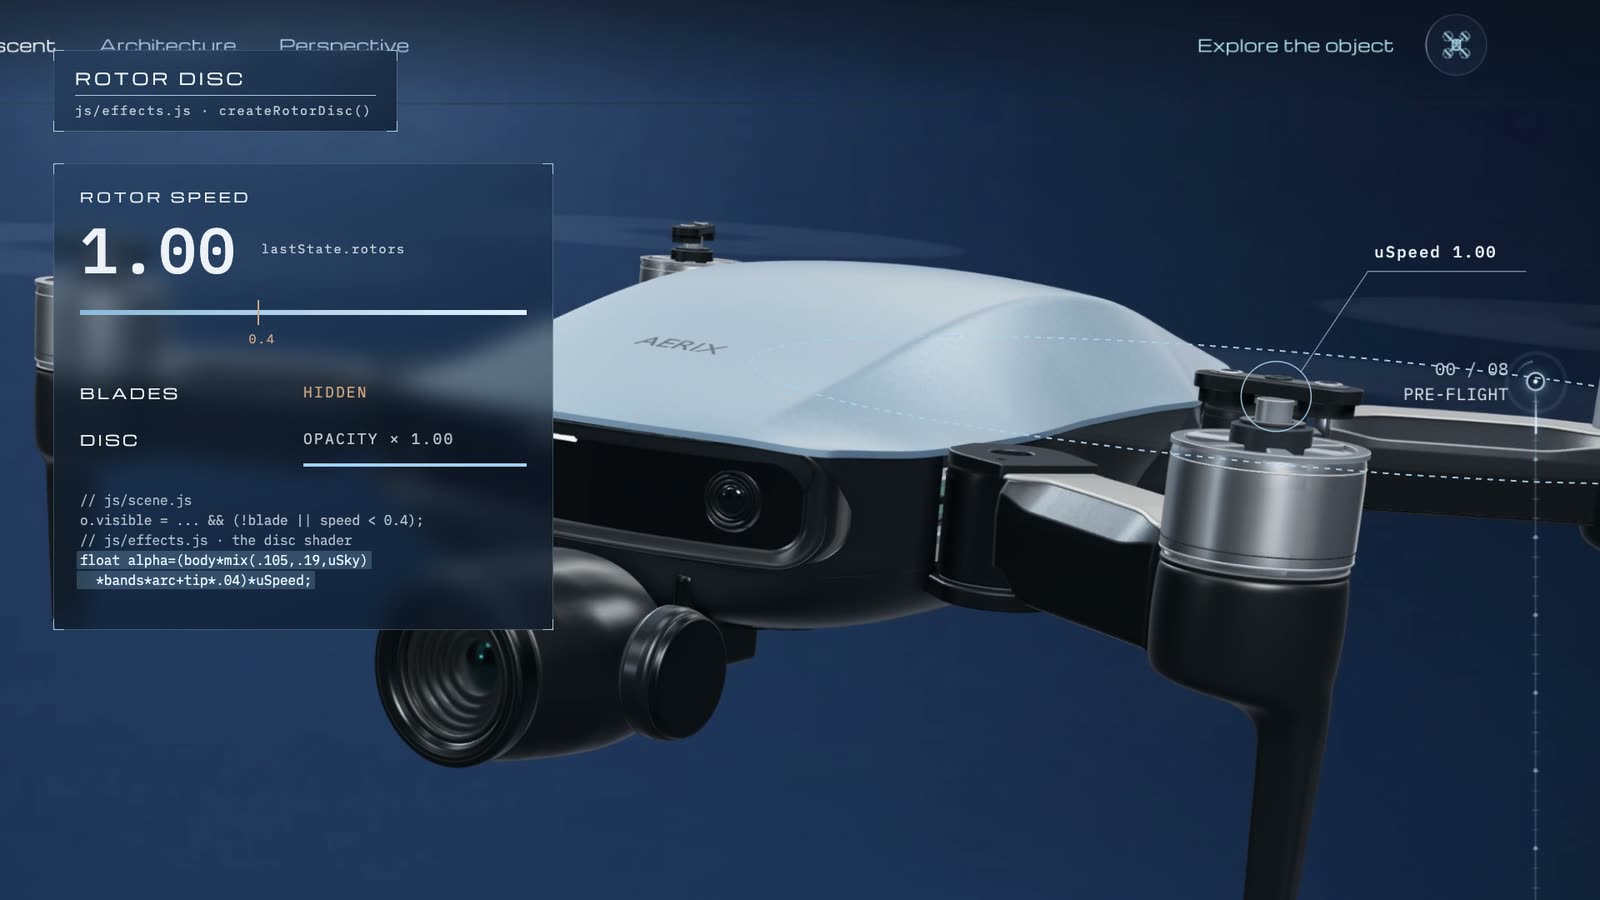 scent Architecture Perspective Explore the object
ROTOR DISC
js/effects.js · createRotorDisc()
ROTOR SPEED
1.00 lastState.rotors
0.4
BLADES HIDDEN
DISC OPACITY × 1.00
// js/scene.js
o.visible = ... && (!blade || speed < 0.4);
// js/effects.js · the disc shader
float alpha=(body*mix(.105,.19,uSky)
*bands*arc+tip*.04)*uSpeed;
AERIX
uSpeed 1.00
00 / 08
PRE-FLIGHT